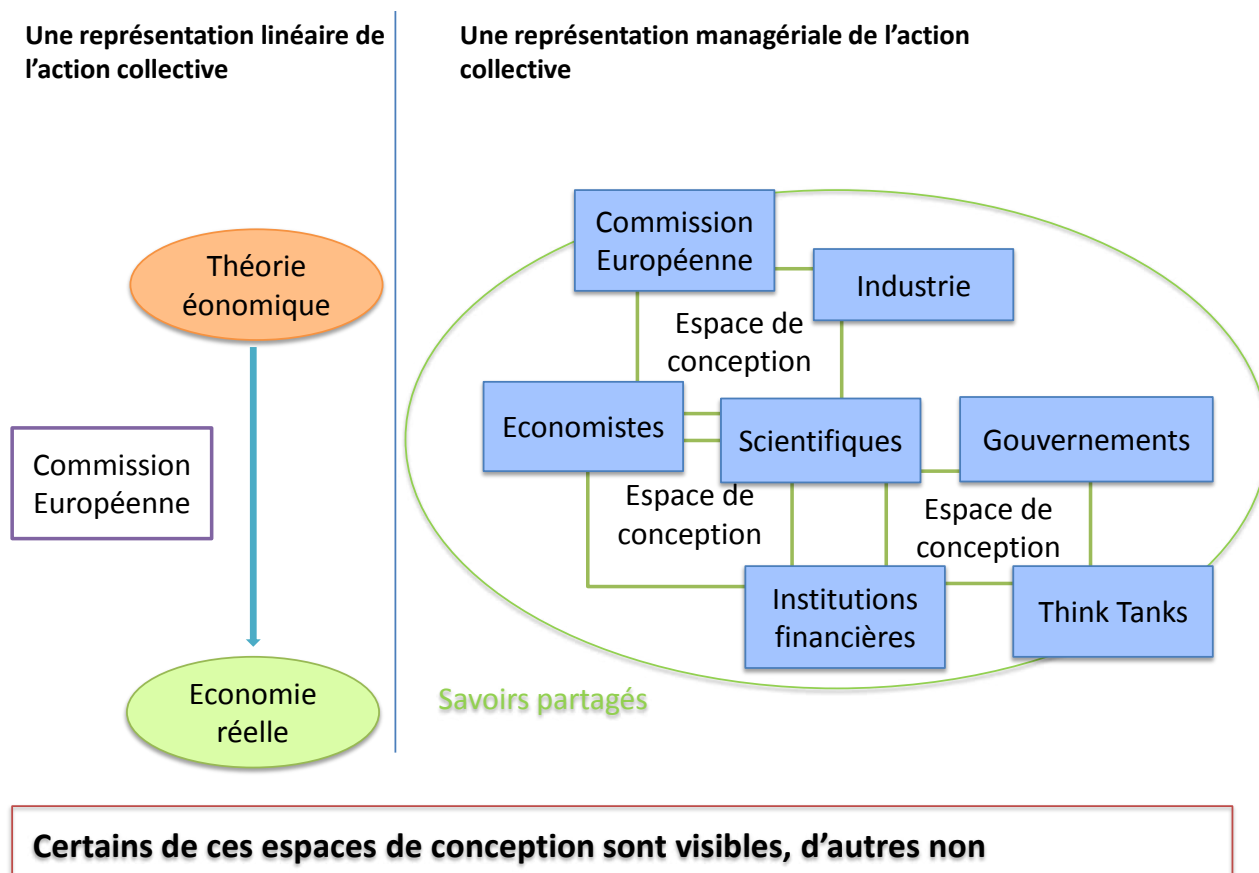 Une représentation linéaire de
l'action collective
Une représentation managériale de l'action
collective
Théorie
éonomique
Commission
Européenne
Economie
réelle
Commission
Européenne
Industrie
Espace de
conception
Economistes
Scientifiques
Gouvernements
Espace de
conception
Espace de
conception
Institutions
financières
Think Tanks
Savoirs partagés
Certains de ces espaces de conception sont visibles, d'autres non